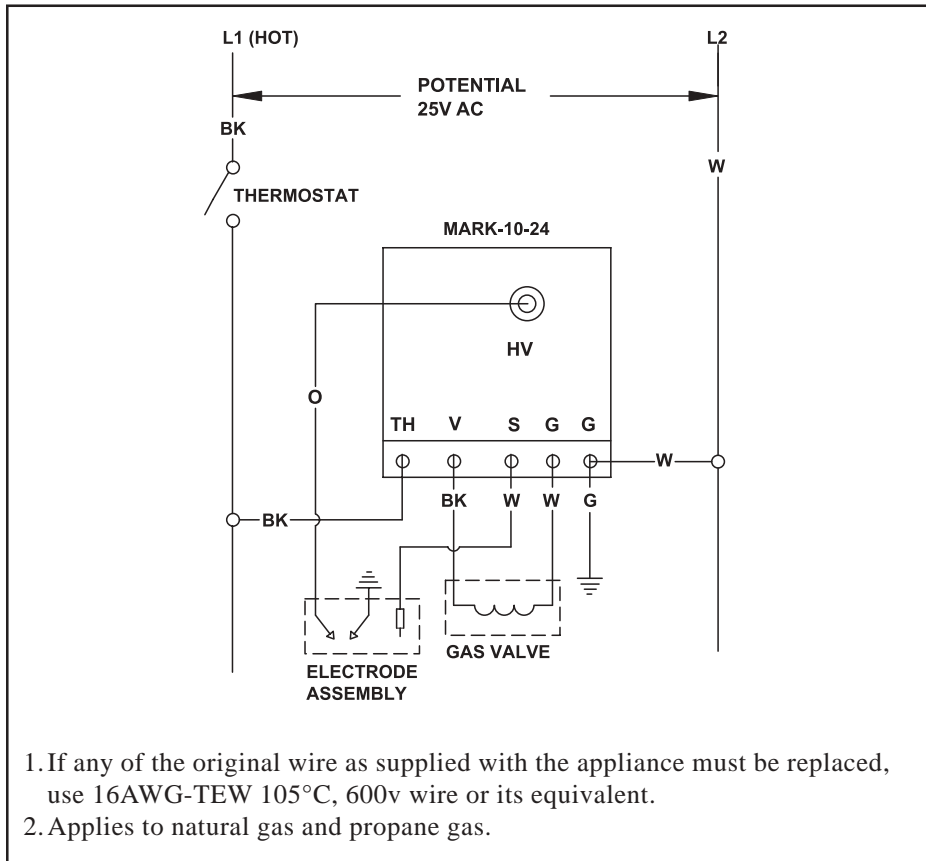 L1 (HOT)
L2
POTENTIAL
25V AC
BK
W
THERMOSTAT
MARK-10-24
HV
O
TH V S G G
W
BK W W G
BK
GAS VALVE
ELECTRODE
ASSEMBLY
1. If any of the original wire as supplied with the appliance must be replaced,
use 16AWG-TEW 105°C, 600v wire or its equivalent.
2. Applies to natural gas and propane gas.